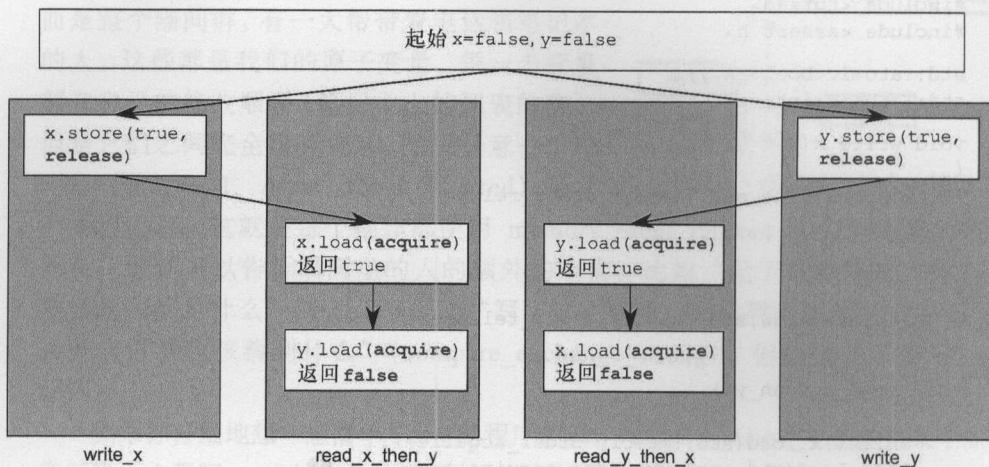 #include <assert.h>
起始 x=false, y=false
x.store(true,
release)
y.store(true,
release)
x.load(acquire)
返回true
y.load(acquire)
返回true
y.load(acquire)
返回false
x.load(acquire)
返回false
write_x
read_x_then_y
read_y_then_x
write_y